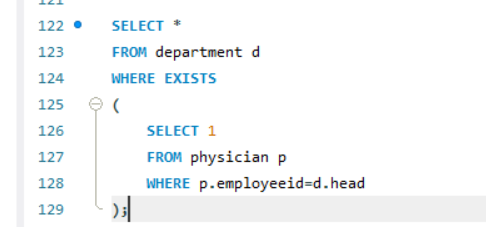 121
122 SELECT *
123 FROM department d
124 WHERE EXISTS
125 (
126 SELECT 1
127 FROM physician p
128 WHERE p.employeeid=d.head
129 );